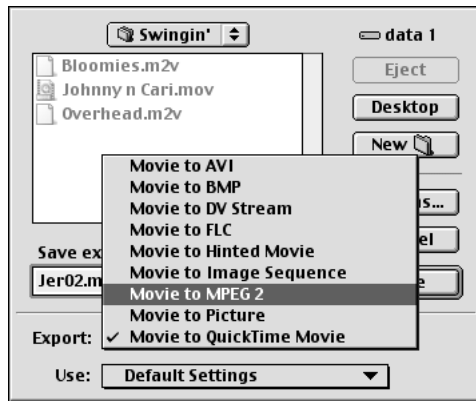 Swingin'
data 1
Bloomies.m2v
Johnny n Cari.mov
Overhead.m2v
Eject
Desktop
New
Movie to AVI
Movie to BMP
Movie to DV Stream
Movie to FLC
Movie to Hinted Movie
Movie to Image Sequence
Movie to MPEG 2
Movie to Picture
✓ Movie to QuickTime Movie
Save ex
Jer02.m
Export:
Use: Default Settings